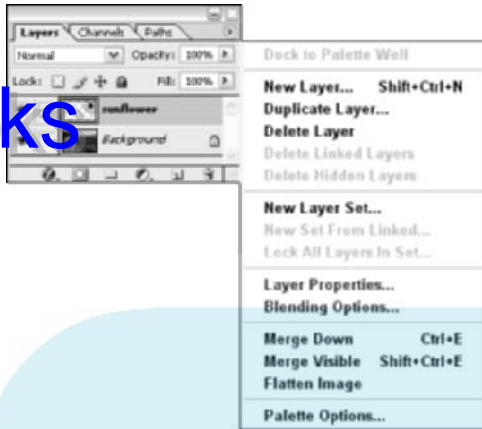 Layers Channels Paths
Normal Opacity: 100%
Lock: Fill: 100%
ks
sunflower
Background
Dock to Palette Well
New Layer... Shift+Ctrl+N
Duplicate Layer...
Delete Layer
Delete Linked Layers
Delete Hidden Layers
New Layer Set...
New Set From Linked...
Lock All Layers In Set...
Layer Properties...
Blending Options...
Merge Down Ctrl+E
Merge Visible Shift+Ctrl+E
Flatten Image
Palette Options...